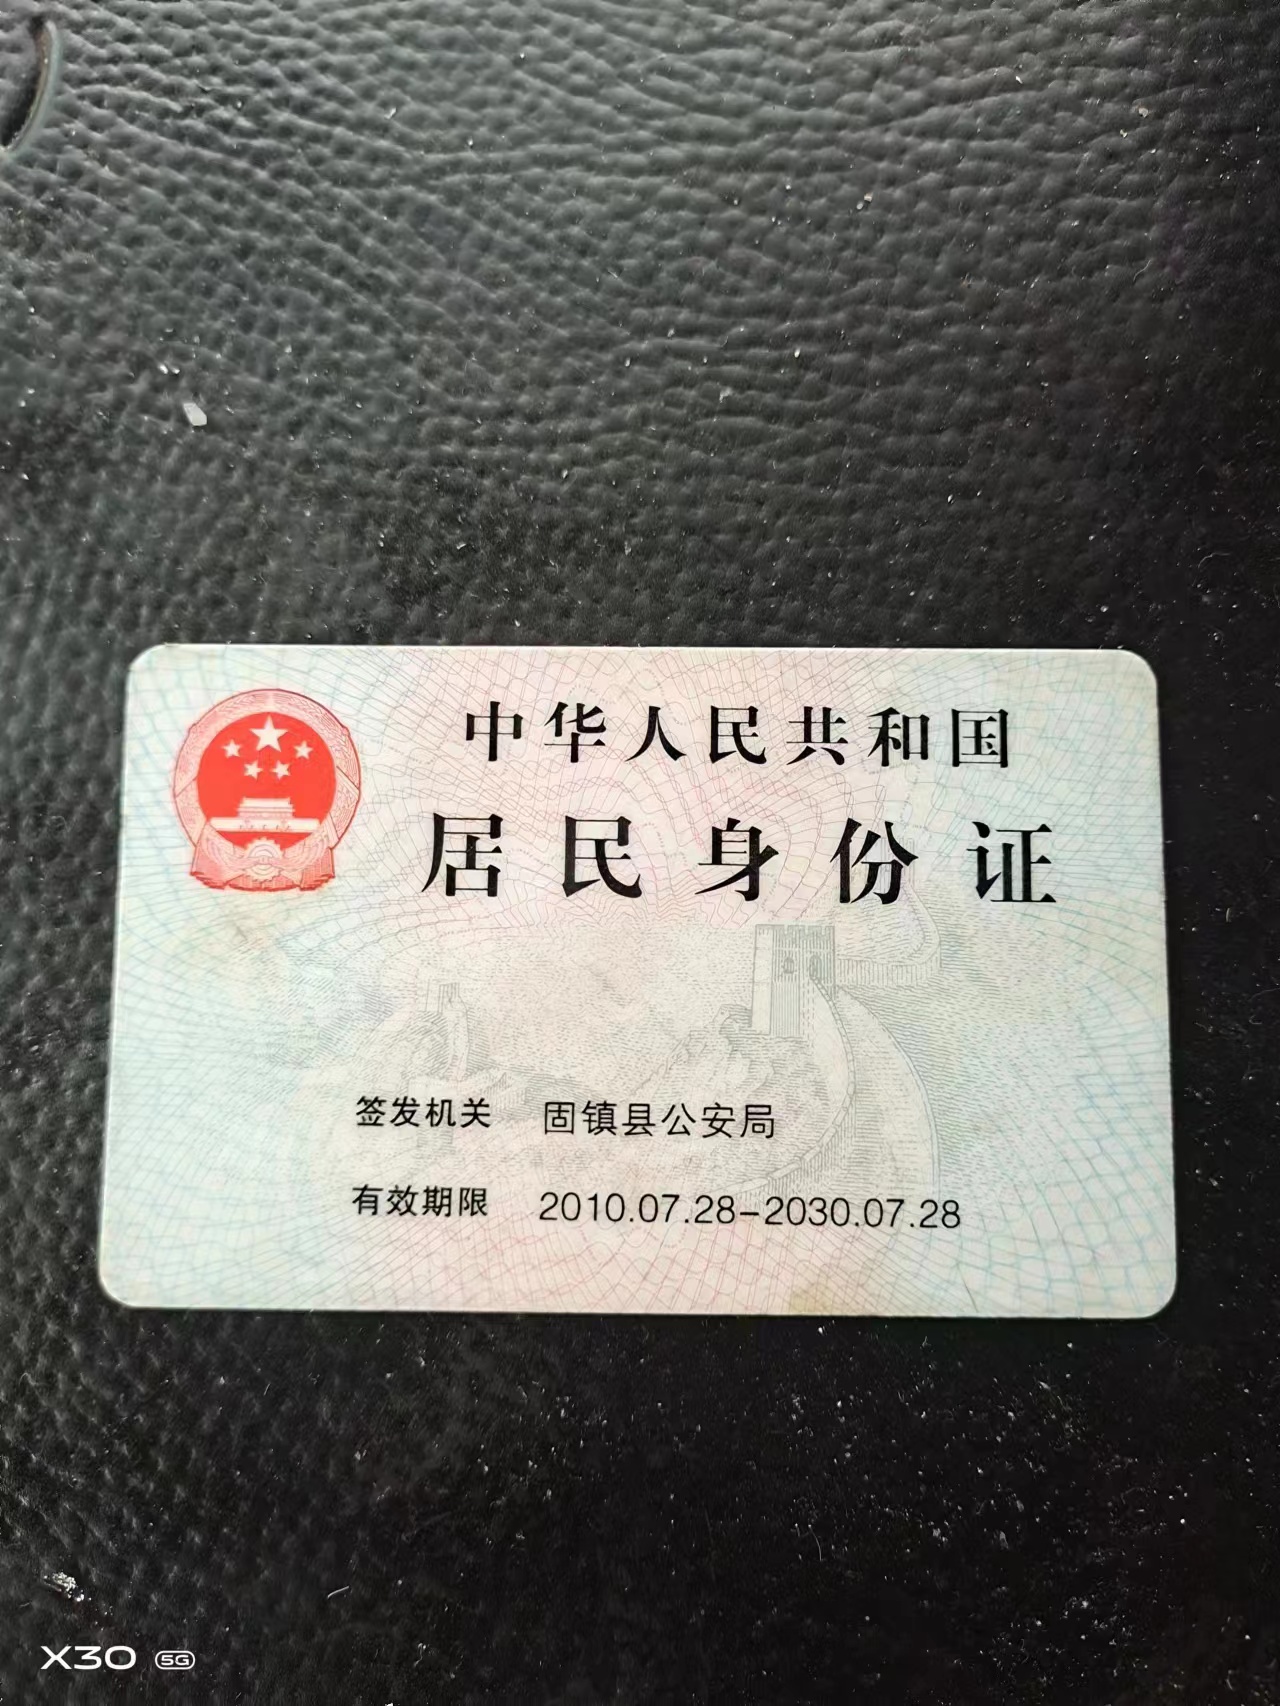 中华人民共和国
居民身份证
签发机关 固镇县公安局
有效期限 2010.07.28-2030.07.28
X30 5G